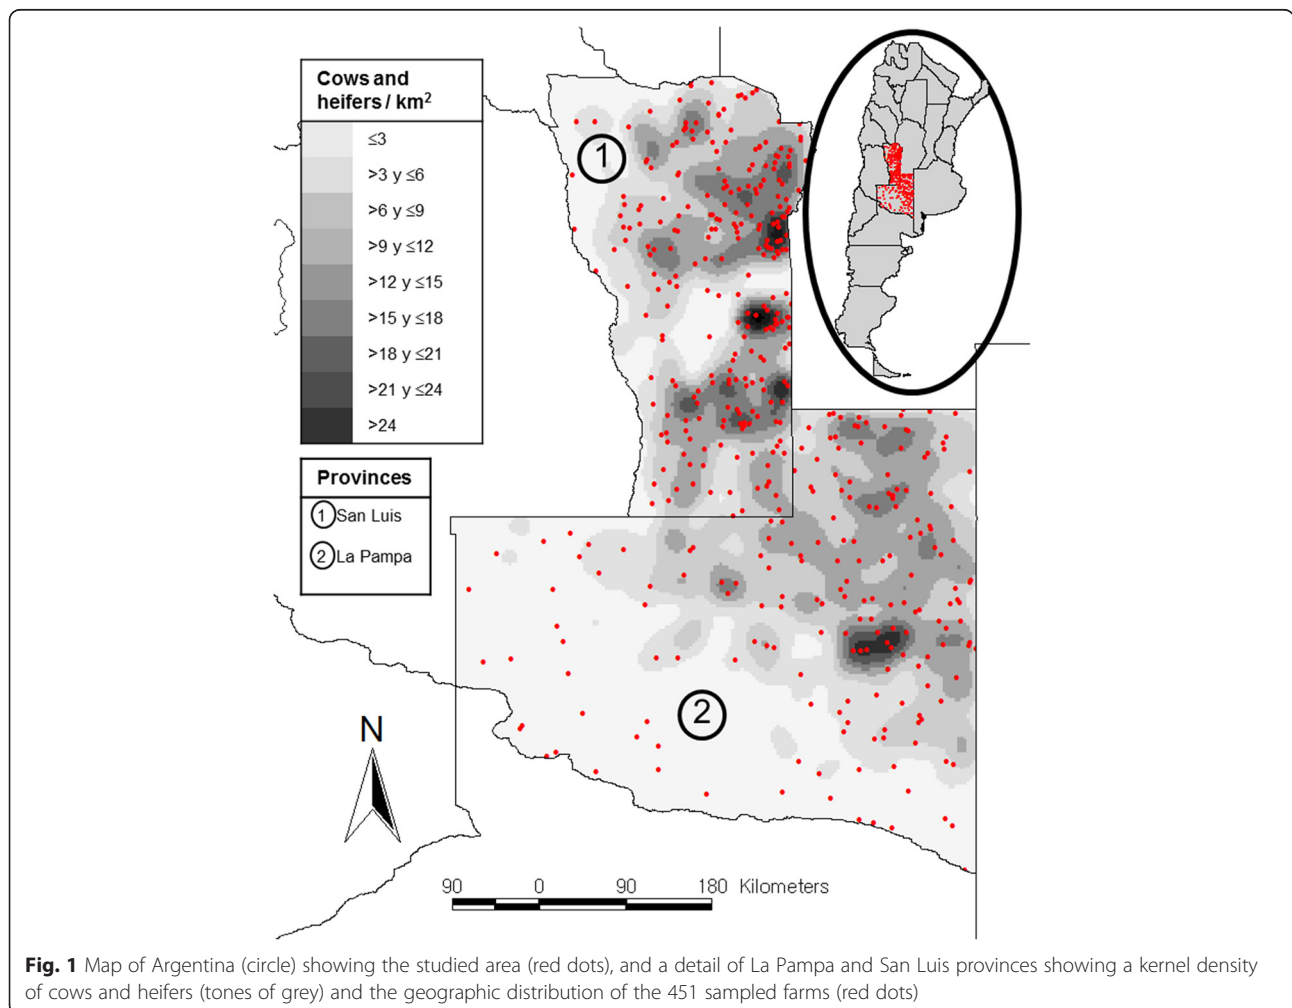 Cows and
heifers / km²
≤3
>3 y ≤6
>6 y ≤9
>9 y ≤12
>12 y ≤15
>15 y ≤18
>18 y ≤21
>21 y ≤24
>24
Provinces
1 San Luis
2 La Pampa
1
2
N
90 0 90 180 Kilometers
Fig. 1 Map of Argentina (circle) showing the studied area (red dots), and a detail of La Pampa and San Luis provinces showing a kernel density
of cows and heifers (tones of grey) and the geographic distribution of the 451 sampled farms (red dots)